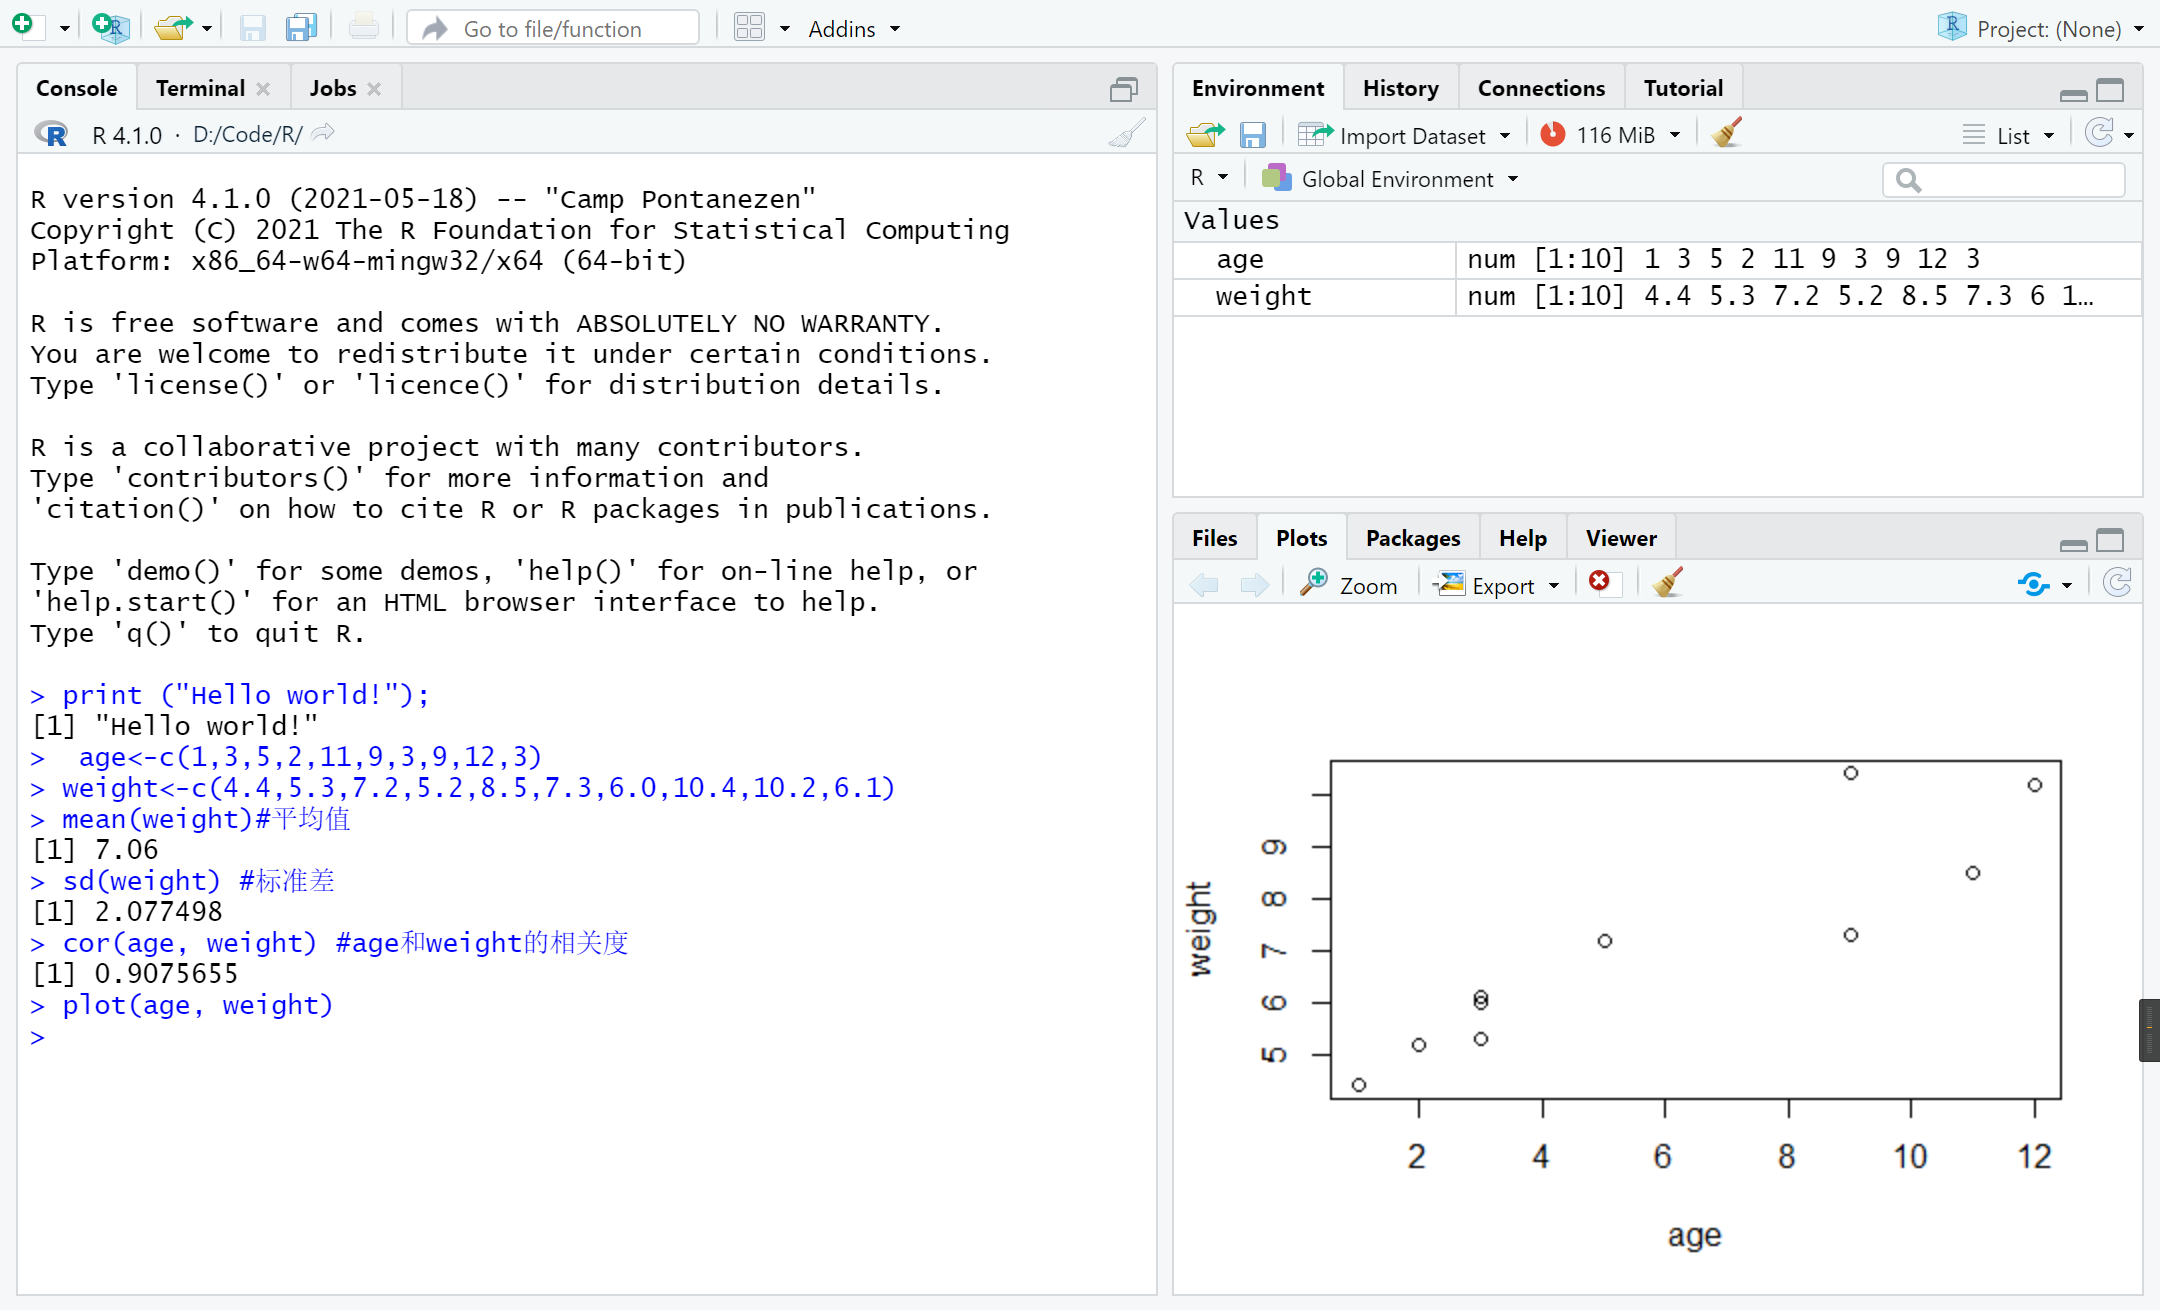 Go to file/function
Addins
Project: (None)
Console
Terminal
Jobs
R 4.1.0 · D:/Code/R/
R version 4.1.0 (2021-05-18) -- "Camp Pontanezen"
Copyright (C) 2021 The R Foundation for Statistical Computing
Platform: x86_64-w64-mingw32/x64 (64-bit)
R is free software and comes with ABSOLUTELY NO WARRANTY.
You are welcome to redistribute it under certain conditions.
Type 'license()' or 'licence()' for distribution details.
R is a collaborative project with many contributors.
Type 'contributors()' for more information and
'citation()' on how to cite R or R packages in publications.
Type 'demo()' for some demos, 'help()' for on-line help, or
'help.start()' for an HTML browser interface to help.
Type 'q()' to quit R.
> print ("Hello world!");
[1] "Hello world!"
>  age<-c(1,3,5,2,11,9,3,9,12,3)
> weight<-c(4.4,5.3,7.2,5.2,8.5,7.3,6.0,10.4,10.2,6.1)
> mean(weight)#平均值
[1] 7.06
> sd(weight) #标准差
[1] 2.077498
> cor(age, weight) #age和weight的相关度
[1] 0.9075655
> plot(age, weight)
>
Environment
History
Connections
Tutorial
Import Dataset
116 MiB
List
R
Global Environment
Values
age num [1:10] 1 3 5 2 11 9 3 9 12 3
weight num [1:10] 4.4 5.3 7.2 5.2 8.5 7.3 6 1…
Files
Plots
Packages
Help
Viewer
Zoom
Export
weight
9
8
7
6
5
2 4 6 8 10 12
age